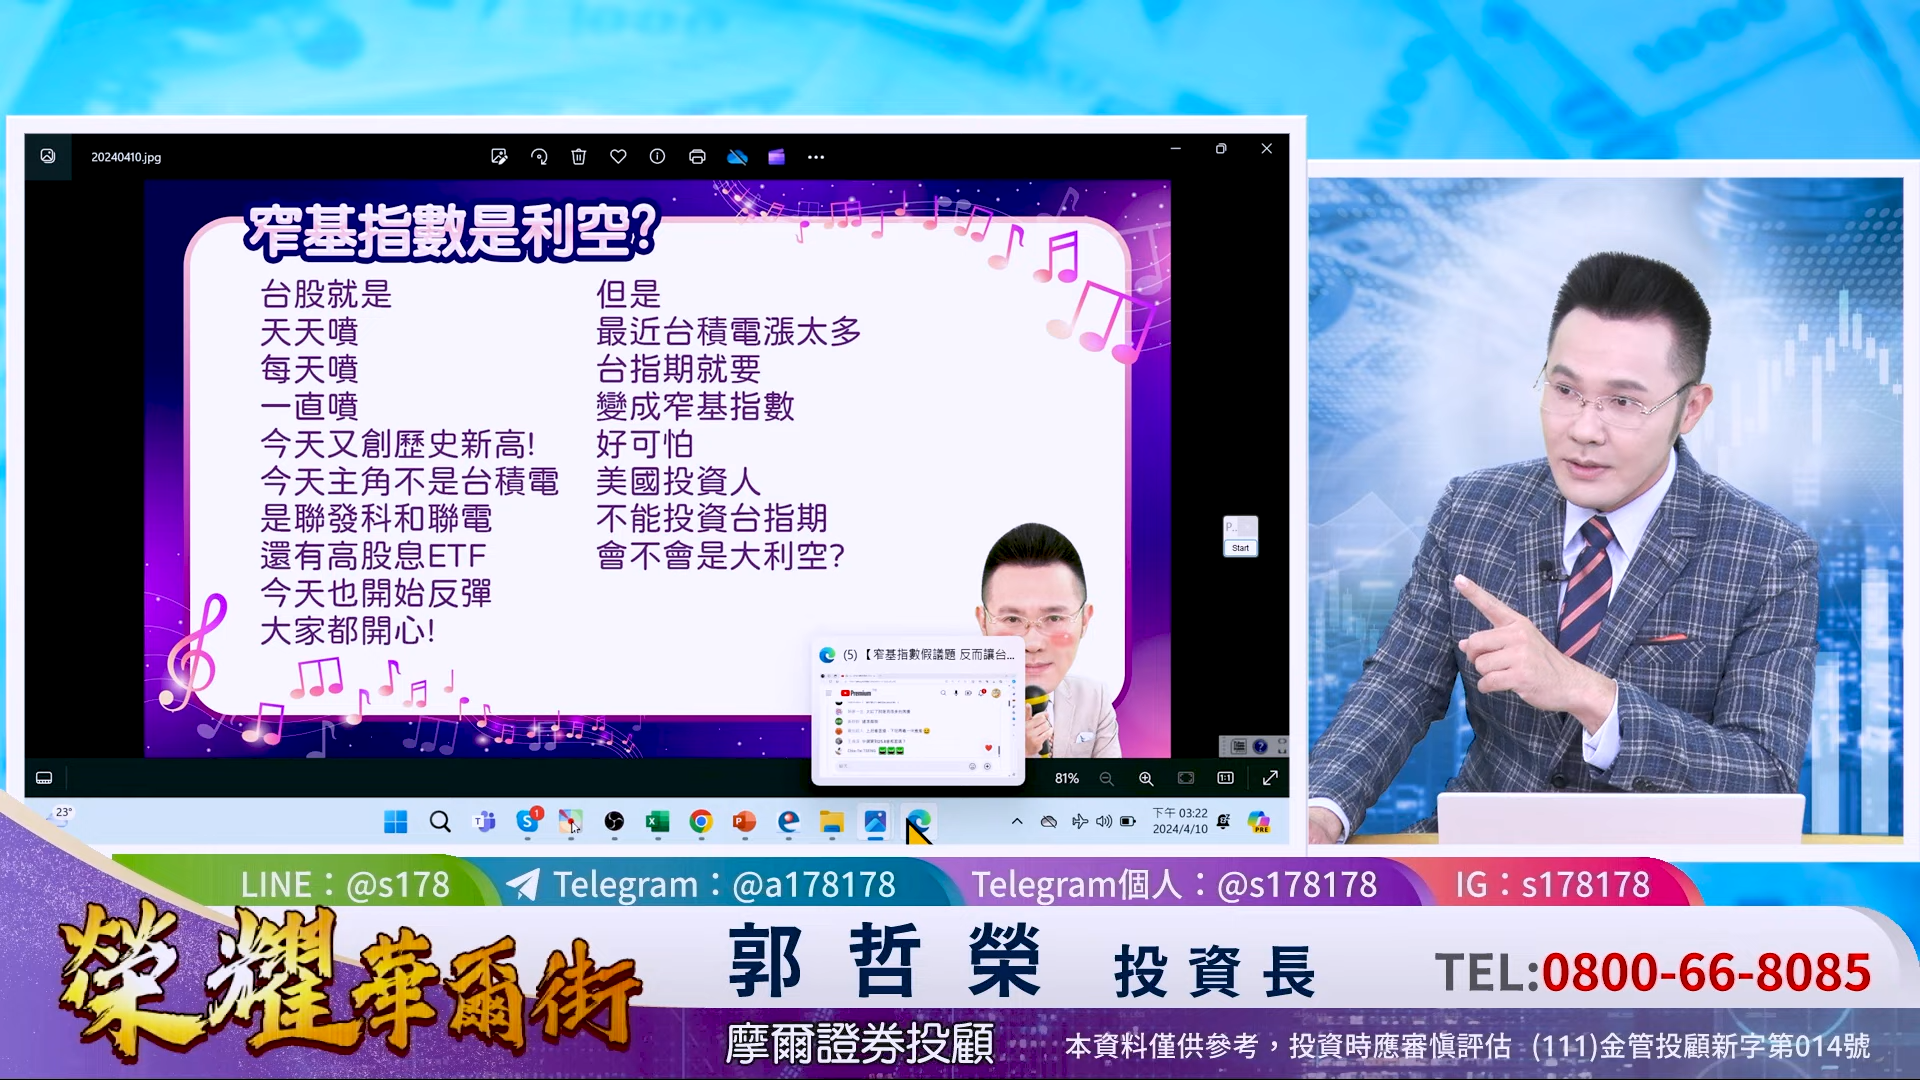 20240410.jpg
窄基指數是利空?
台股就是
天天噴
每天噴
一直噴
今天又創歷史新高!
今天主角不是台積電
是聯發科和聯電
還有高股息ETF
今天也開始反彈
大家都開心!
但是
最近台積電漲太多
台指期就要
變成窄基指數
好可怕
美國投資人
不能投資台指期
會不會是大利空?
P...
Start
(5) 【窄基指數假議題 反而讓台...
Premium
81%
1:1
23°
1
下午 03:22
2024/4/10
PRE
LINE：@s178
Telegram：@a178178
Telegram個人：@s178178
IG：s178178
榮耀華爾街
郭哲榮 投資長
TEL:0800-66-8085
摩爾證券投顧
本資料僅供參考，投資時應審慎評估 (111)金管投顧新字第014號